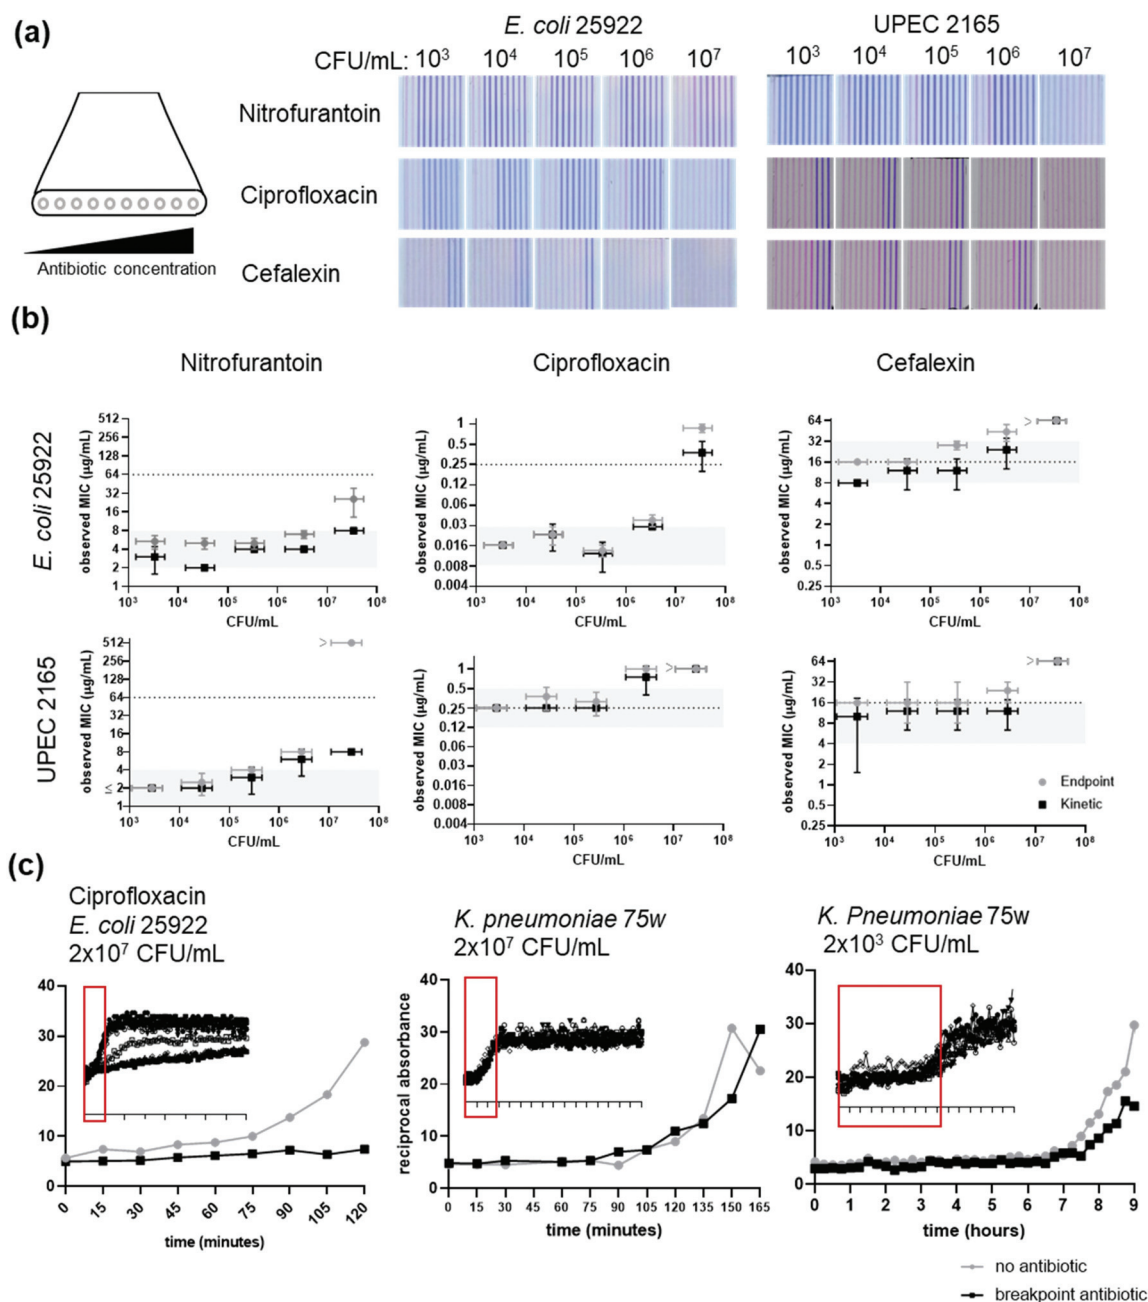 (a)
E. coli 25922
UPEC 2165
CFU/mL: 10³ 10⁴ 10⁵ 10⁶ 10⁷
10³ 10⁴ 10⁵ 10⁶ 10⁷
Nitrofurantoin
Ciprofloxacin
Cefalexin
Antibiotic concentration
(b)
Nitrofurantoin
Ciprofloxacin
Cefalexin
E. coli 25922
observed MIC (µg/mL)
512
256
128
64
32
16
8
4
2
1
10³ 10⁴ 10⁵ 10⁶ 10⁷ 10⁸
CFU/mL
observed MIC (µg/mL)
1
0.5
0.25
0.12
0.06
0.03
0.016
0.008
0.004
10³ 10⁴ 10⁵ 10⁶ 10⁷ 10⁸
CFU/mL
observed MIC (µg/mL)
>
64
32
16
8
4
2
1
0.5
0.25
10³ 10⁴ 10⁵ 10⁶ 10⁷ 10⁸
CFU/mL
UPEC 2165
observed MIC (µg/mL)
>
512
256
128
64
32
16
8
4
≤ 2
1
10³ 10⁴ 10⁵ 10⁶ 10⁷ 10⁸
CFU/mL
observed MIC (µg/mL)
>
1
0.5
0.25
0.12
0.06
0.03
0.016
0.008
0.004
10³ 10⁴ 10⁵ 10⁶ 10⁷ 10⁸
CFU/mL
observed MIC (µg/mL)
>
64
32
16
8
4
2
1
0.5
0.25
10³ 10⁴ 10⁵ 10⁶ 10⁷ 10⁸
CFU/mL
Endpoint
Kinetic
(c)
Ciprofloxacin
E. coli 25922
2x10⁷ CFU/mL
40
30
20
10
0
0 15 30 45 60 75 90 105 120
time (minutes)
K. pneumoniae 75w
2x10⁷ CFU/mL
reciprocal absorbance
40
30
20
10
0
0 15 30 45 60 75 90 105 120 135 150 165
time (minutes)
K. Pneumoniae 75w
2x10³ CFU/mL
40
30
20
10
0
0 1 2 3 4 5 6 7 8 9
time (hours)
no antibiotic
breakpoint antibiotic